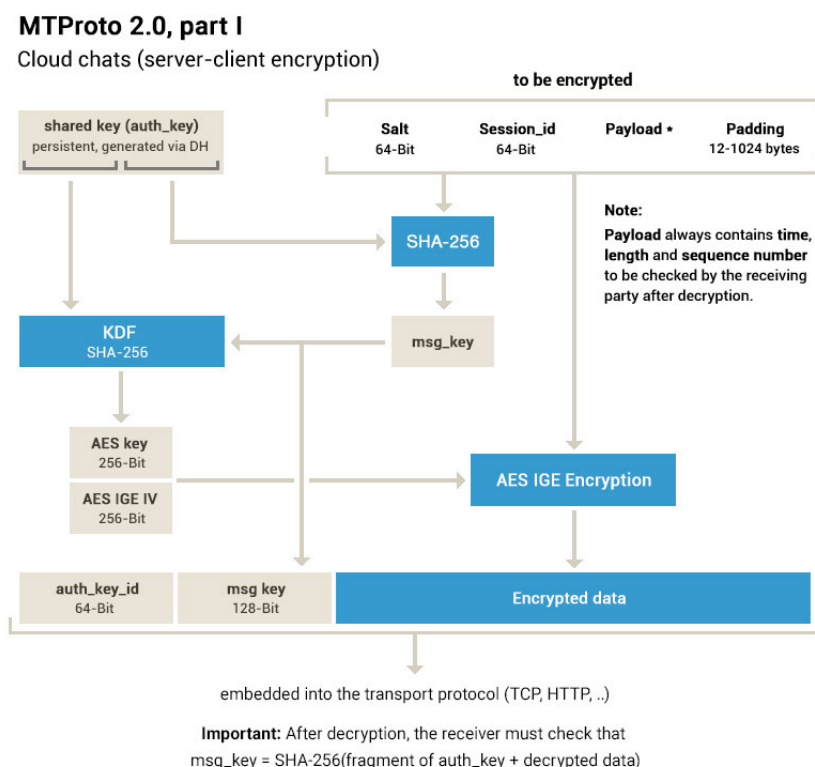 MTProto 2.0, part I
Cloud chats (server-client encryption)
to be encrypted
shared key (auth_key)
persistent, generated via DH
Salt
64-Bit
Session_id
64-Bit
Payload *
Padding
12-1024 bytes
Note:
Payload always contains time,
length and sequence number
to be checked by the receiving
party after decryption.
SHA-256
KDF
SHA-256
msg_key
AES key
256-Bit
AES IGE IV
256-Bit
AES IGE Encryption
auth_key_id
64-Bit
msg key
128-Bit
Encrypted data
embedded into the transport protocol (TCP, HTTP, ..)
Important: After decryption, the receiver must check that
msg_key = SHA-256(fragment of auth_key + decrypted data)